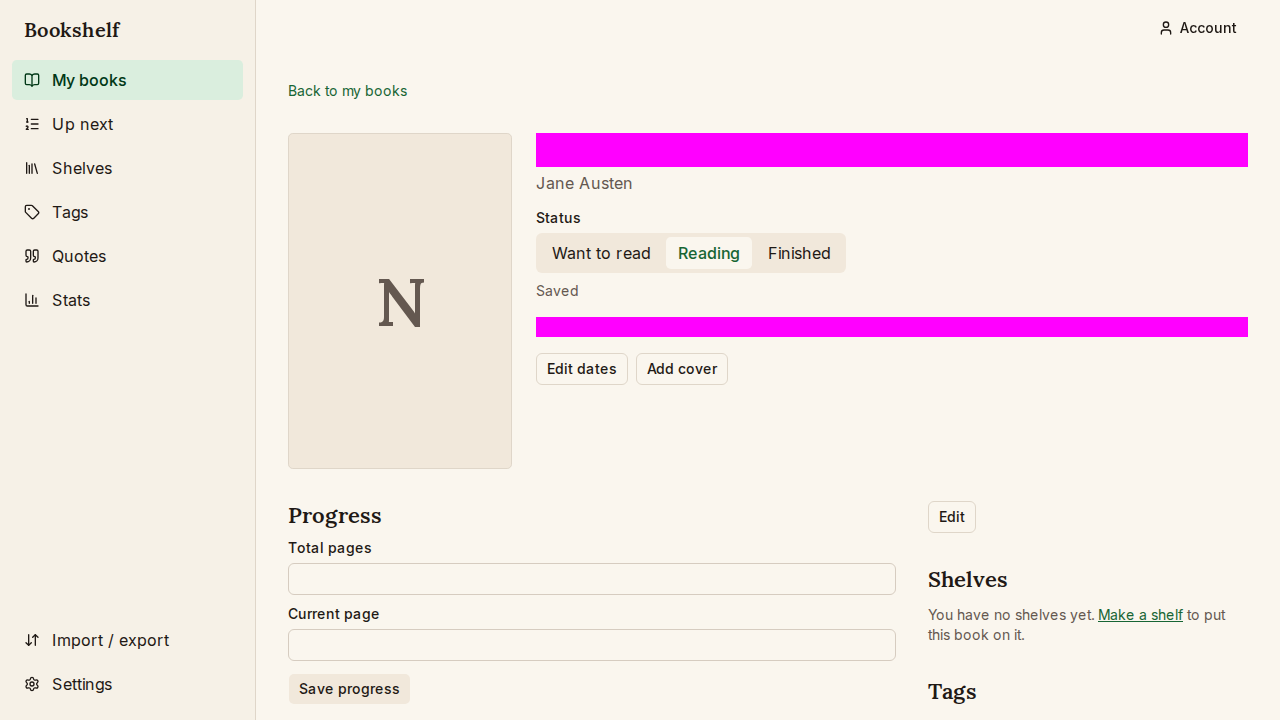 Bookshelf
My books
Up next
Shelves
Tags
Quotes
Stats
Import / export
Settings
Account
Back to my books
N
Jane Austen
Status
Want to read
Reading
Finished
Saved
Edit dates
Add cover
Progress
Total pages
Current page
Save progress
Edit
Shelves
You have no shelves yet. Make a shelf to put
this book on it.
Tags